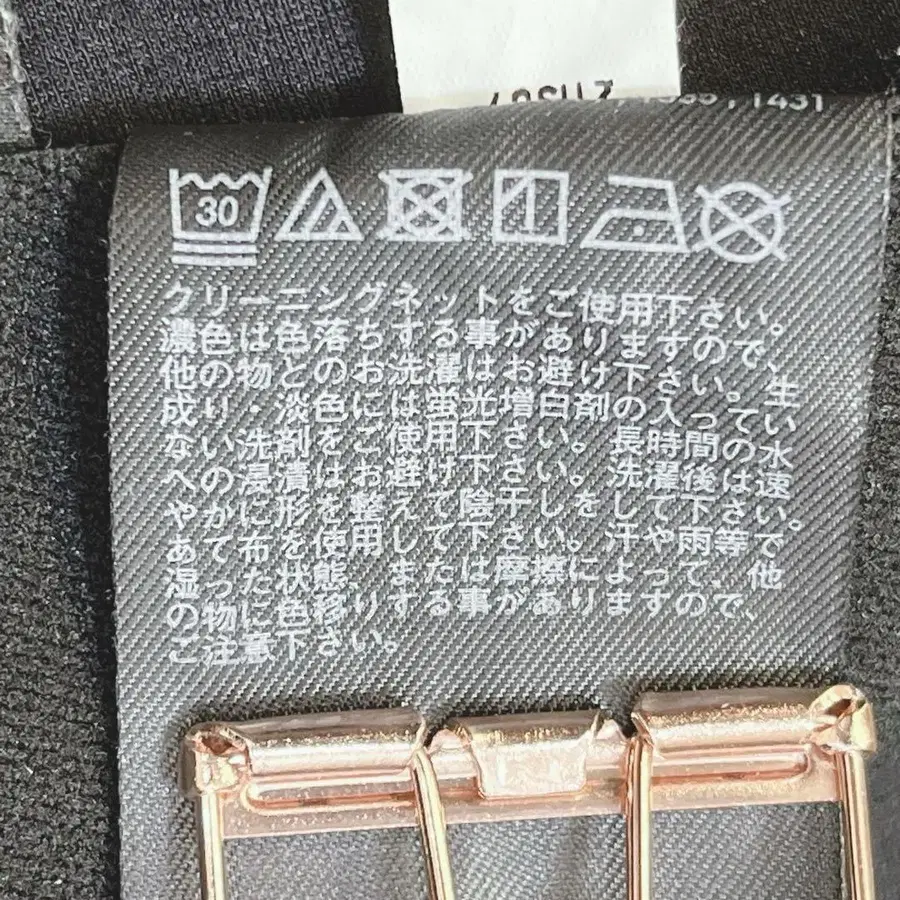 , 1431
30
クリーニングネットをご使用下さい。
濃色は色落ちする事がありますので、
他の物とのお洗濯はお避け下さい。生
成り・淡色には蛍光増白剤の入ってい
ない洗剤をご使用下さい。長時間の水
への浸漬はお避け下さい。洗濯後は速
やかに形を整えて陰干しをして下さい。
あて布を使用して下さい。汗や雨等で
湿った状態、または摩擦によって、他
の物に色移りする事がありますので、
ご注意下さい。